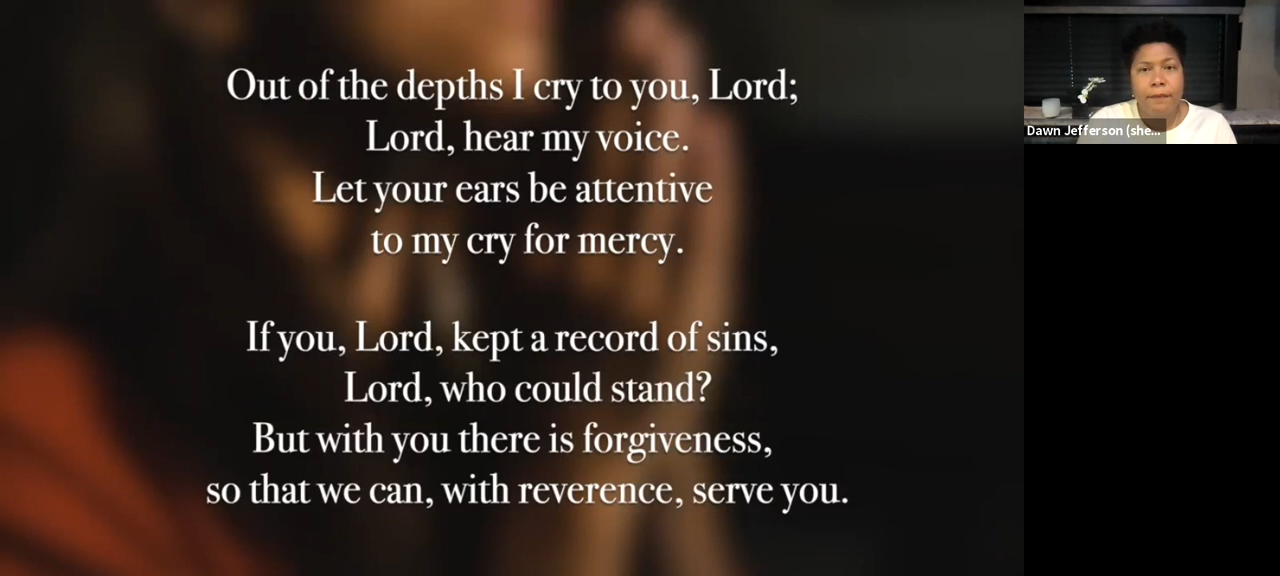 Out of the depths I cry to you, Lord;
Lord, hear my voice.
Let your ears be attentive
to my cry for mercy.
If you, Lord, kept a record of sins,
Lord, who could stand?
But with you there is forgiveness,
so that we can, with reverence, serve you.
Dawn Jefferson (she...